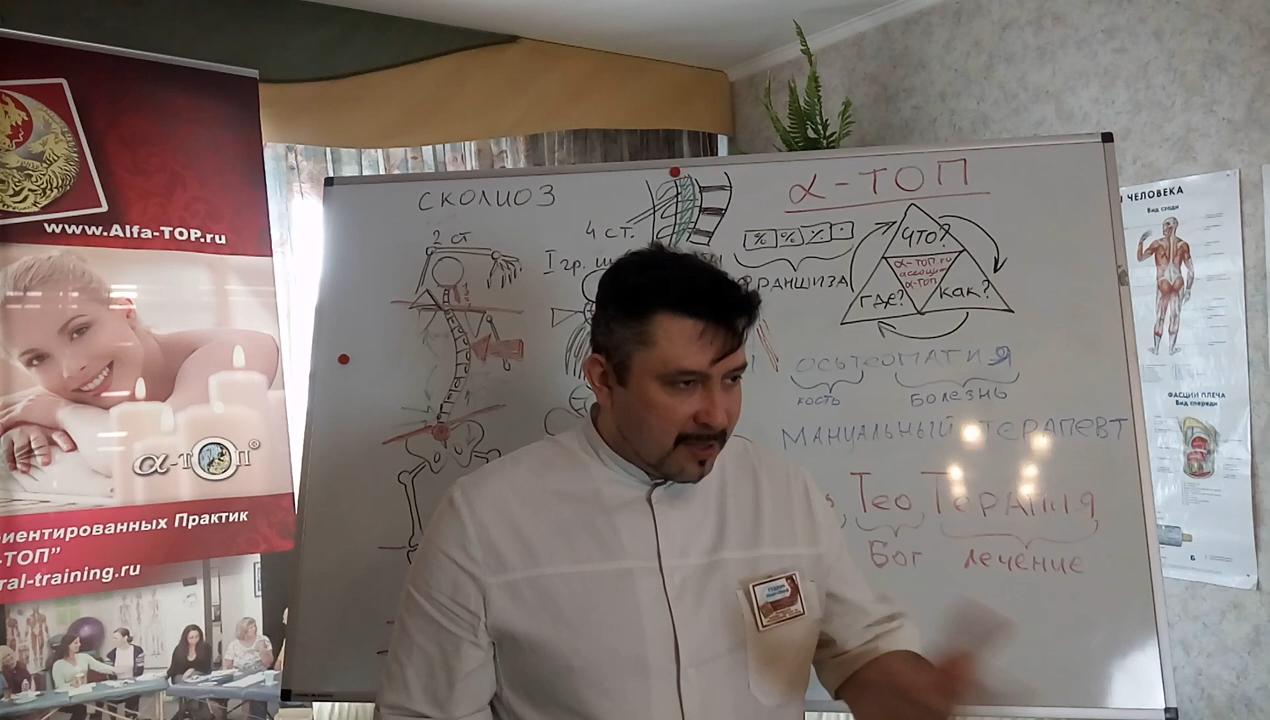 www.Alfa-TOP.ru
α-ТОП®
иентированных Практик
-ТОП”
ral-training.ru
СКОЛИОЗ
2 ст
4 ст.
I гр.
α-ТОП
% % %
РАНШИЗА
ЧТО?
ГДЕ?
КАК?
α-ТОП.ru
α-ТОП
ОСЬТЕОМАТИЯ
КОСТЬ
БОЛЕЗНЬ
МАНУАЛЬНЫЙ ТЕРАПЕВТ
Тео, Терапия
Бог лечение
ЧЕЛОВЕКА
Вид сзади
ФАСЦИИ ПЛЕЧА
Вид спереди
Б